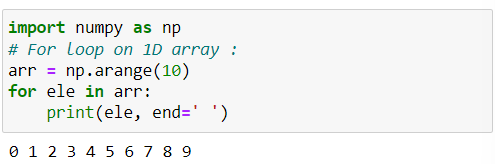 import numpy as np
# For loop on 1D array :
arr = np.arange(10)
for ele in arr:
    print(ele, end=' ')
0 1 2 3 4 5 6 7 8 9